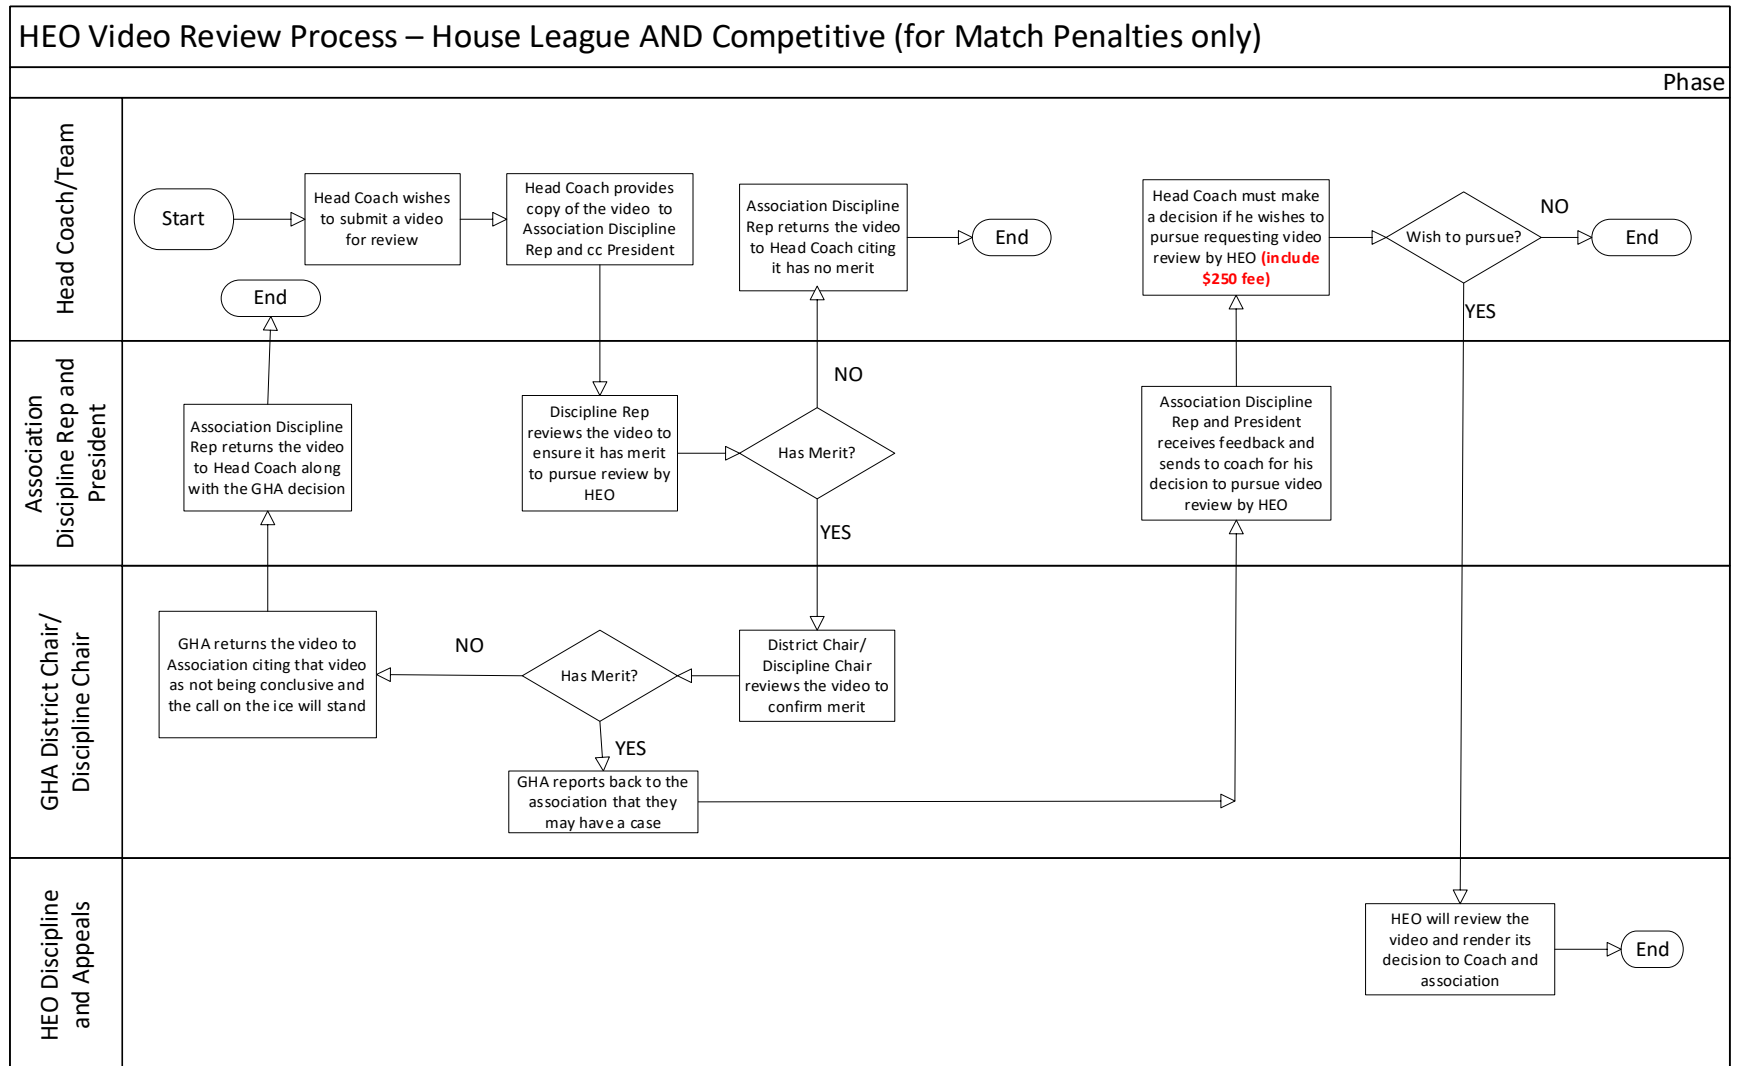 HEO Video Review Process – House League AND Competitive (for Match Penalties only)
Phase
Head Coach/Team
Start
Head Coach wishes
to submit a video
for review
Head Coach provides
copy of the video to
Association Discipline
Rep and cc President
Association Discipline
Rep returns the video
to Head Coach citing
it has no merit
End
Head Coach must make
a decision if he wishes to
pursue requesting video
review by HEO (include
$250 fee)
Wish to pursue?
NO
End
YES
End
Association
Discipline Rep and
President
Association Discipline
Rep returns the video
to Head Coach along
with the GHA decision
Discipline Rep
reviews the video to
ensure it has merit
to pursue review by
HEO
NO
Has Merit?
YES
Association Discipline
Rep and President
receives feedback and
sends to coach for his
decision to pursue video
review by HEO
GHA District Chair/
Discipline Chair
GHA returns the video to
Association citing that video
as not being conclusive and
the call on the ice will stand
NO
Has Merit?
YES
District Chair/
Discipline Chair
reviews the video to
confirm merit
GHA reports back to the
association that they
may have a case
HEO Discipline
and Appeals
HEO will review the
video and render its
decision to Coach and
association
End